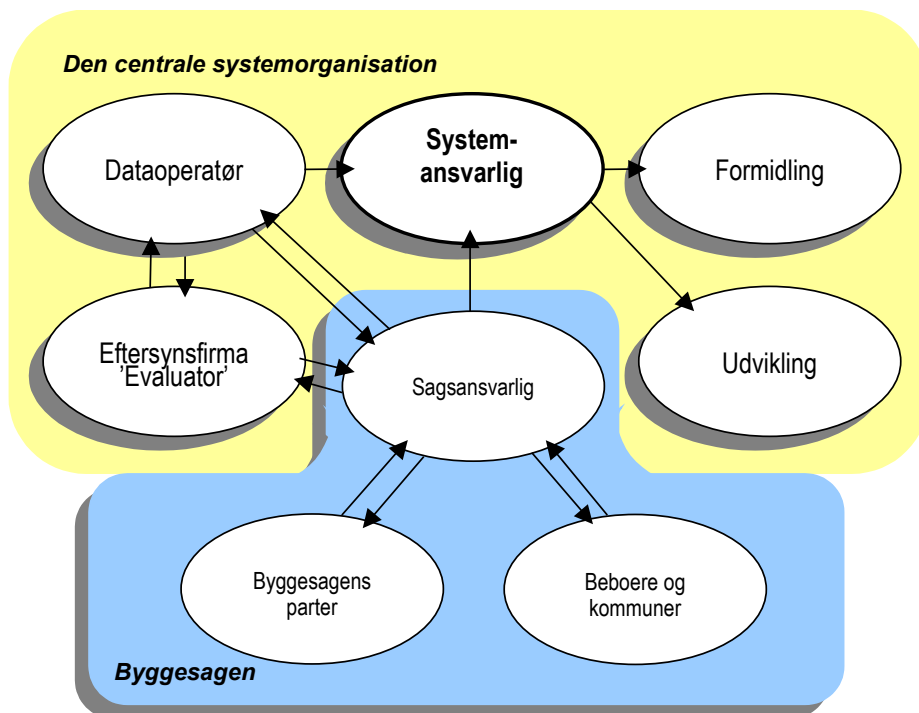 Den centrale systemorganisation
Dataoperatør
System-
ansvarlig
Formidling
Eftersynsfirma
’Evaluator’
Sagsansvarlig
Udvikling
Byggesagens
parter
Beboere og
kommuner
Byggesagen